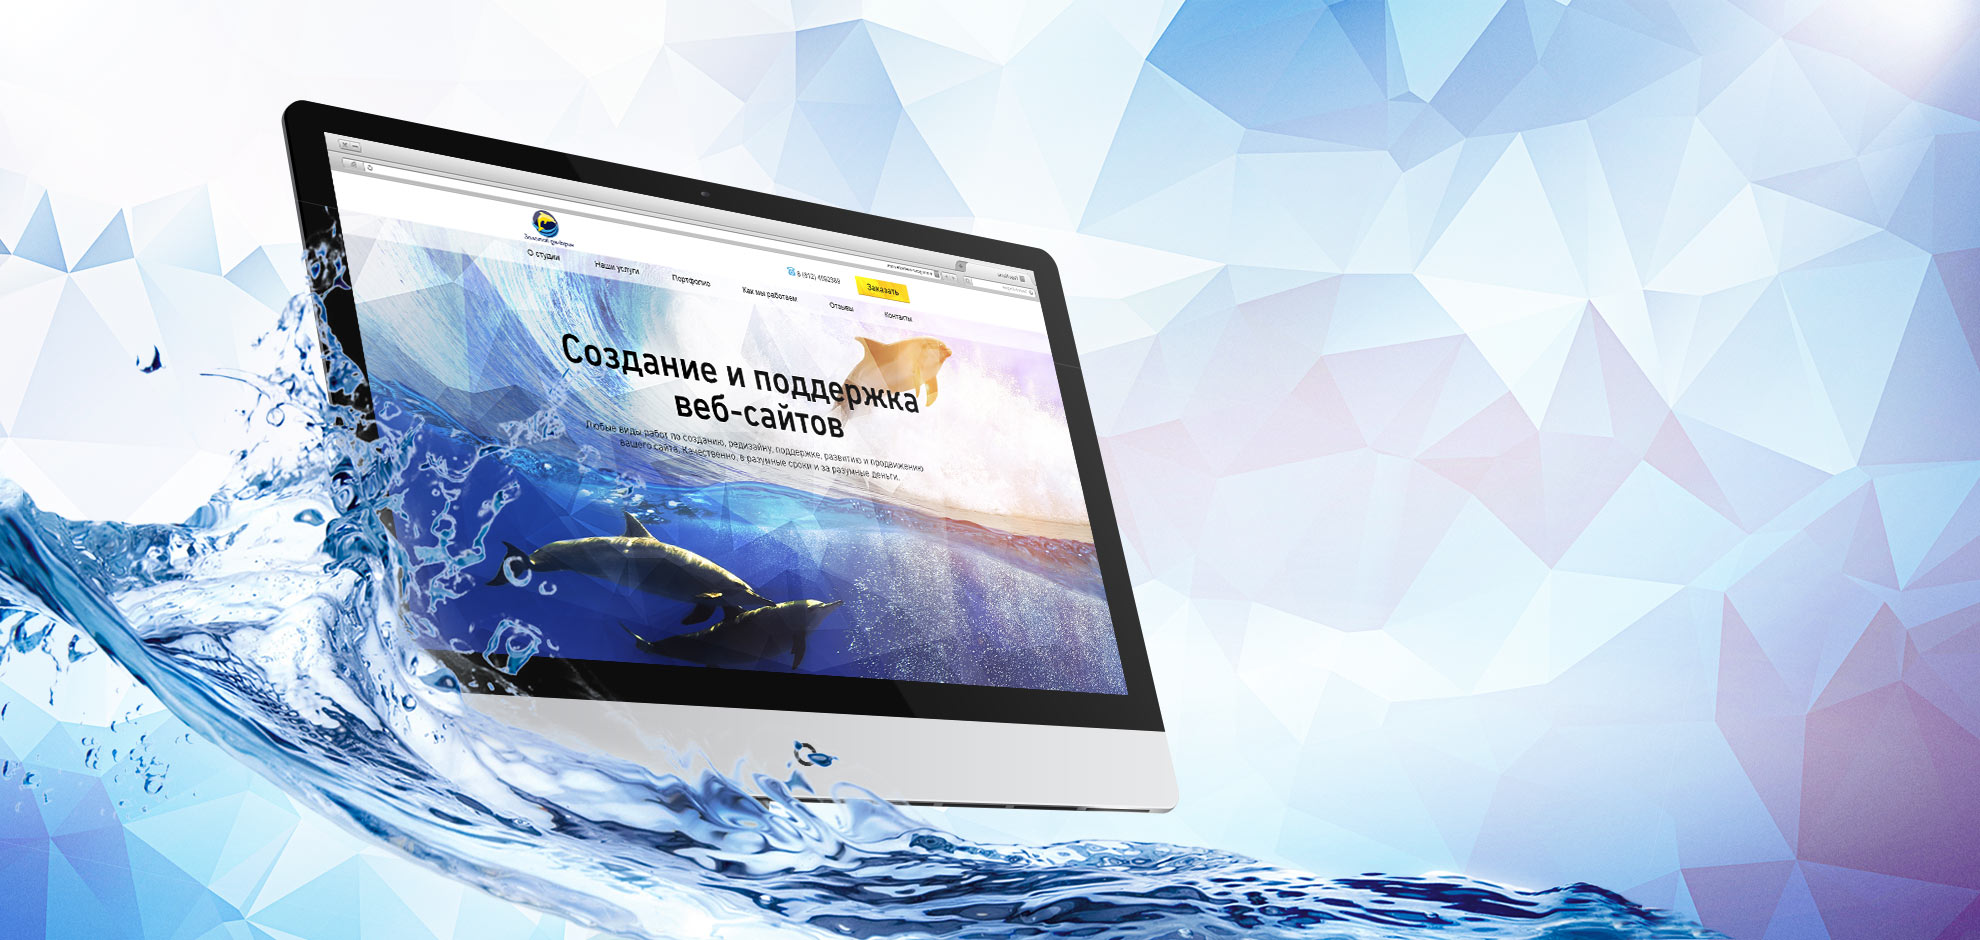 Золотой дельфин
8 (812) 4092389
Заказать
О студии
Наши услуги
Портфолио
Как мы работаем
Отзывы
Контакты
Создание и поддержка
веб-сайтов
Любые виды работ по созданию, редизайну, поддержке, развитию и продвижению
вашего сайта. Качественно, в разумные сроки и за разумные деньги.